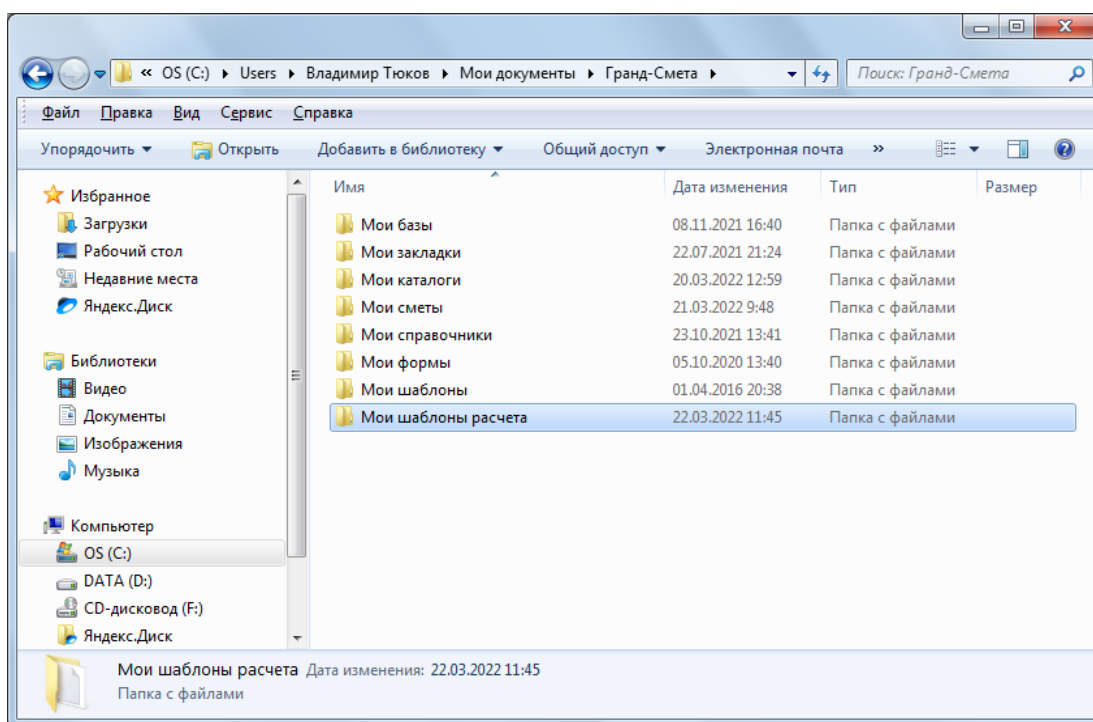 « OS (C:) ▸ Users ▸ Владимир Тюков ▸ Мои документы ▸ Гранд-Смета ▸ Поиск: Гранд-Смета
Файл Правка Вид Сервис Справка
Упорядочить Открыть Добавить в библиотеку Общий доступ Электронная почта »
Имя Дата изменения Тип Размер
Избранное
Загрузки
Рабочий стол
Недавние места
Яндекс.Диск
Библиотеки
Видео
Документы
Изображения
Музыка
Компьютер
OS (C:)
DATA (D:)
CD-дисковод (F:)
Яндекс.Диск
Мои базы 08.11.2021 16:40 Папка с файлами
Мои закладки 22.07.2021 21:24 Папка с файлами
Мои каталоги 20.03.2022 12:59 Папка с файлами
Мои сметы 21.03.2022 9:48 Папка с файлами
Мои справочники 23.10.2021 13:41 Папка с файлами
Мои формы 05.10.2020 13:40 Папка с файлами
Мои шаблоны 01.04.2016 20:38 Папка с файлами
Мои шаблоны расчета 22.03.2022 11:45 Папка с файлами
Мои шаблоны расчета Дата изменения: 22.03.2022 11:45
Папка с файлами